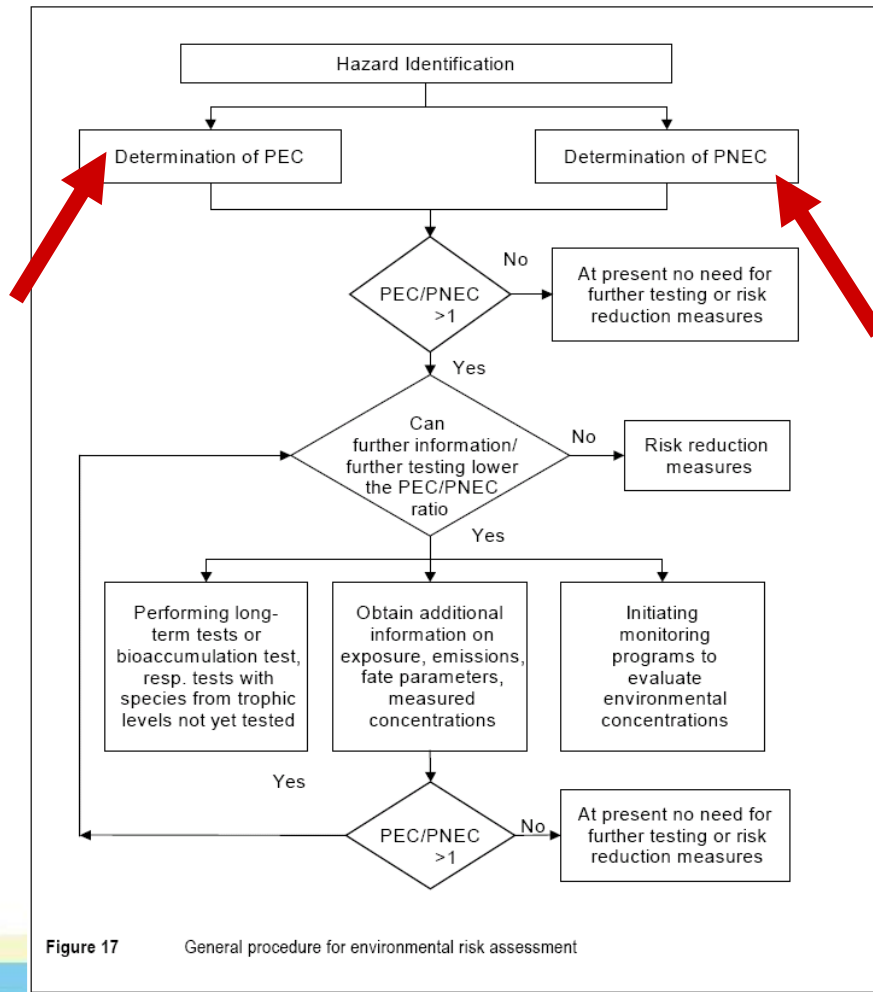 Hazard Identification
Determination of PEC
Determination of PNEC
PEC/PNEC
>1
No
At present no need for
further testing or risk
reduction measures
Yes
Can
further information/
further testing lower
the PEC/PNEC
ratio
No
Risk reduction
measures
Yes
Performing long-
term tests or
bioaccumulation test,
resp. tests with
species from trophic
levels not yet tested
Obtain additional
information on
exposure, emissions,
fate parameters,
measured
concentrations
Initiating
monitoring
programs to
evaluate
environmental
concentrations
Yes
PEC/PNEC
>1
No
At present no need for
further testing or risk
reduction measures
Figure 17 General procedure for environmental risk assessment